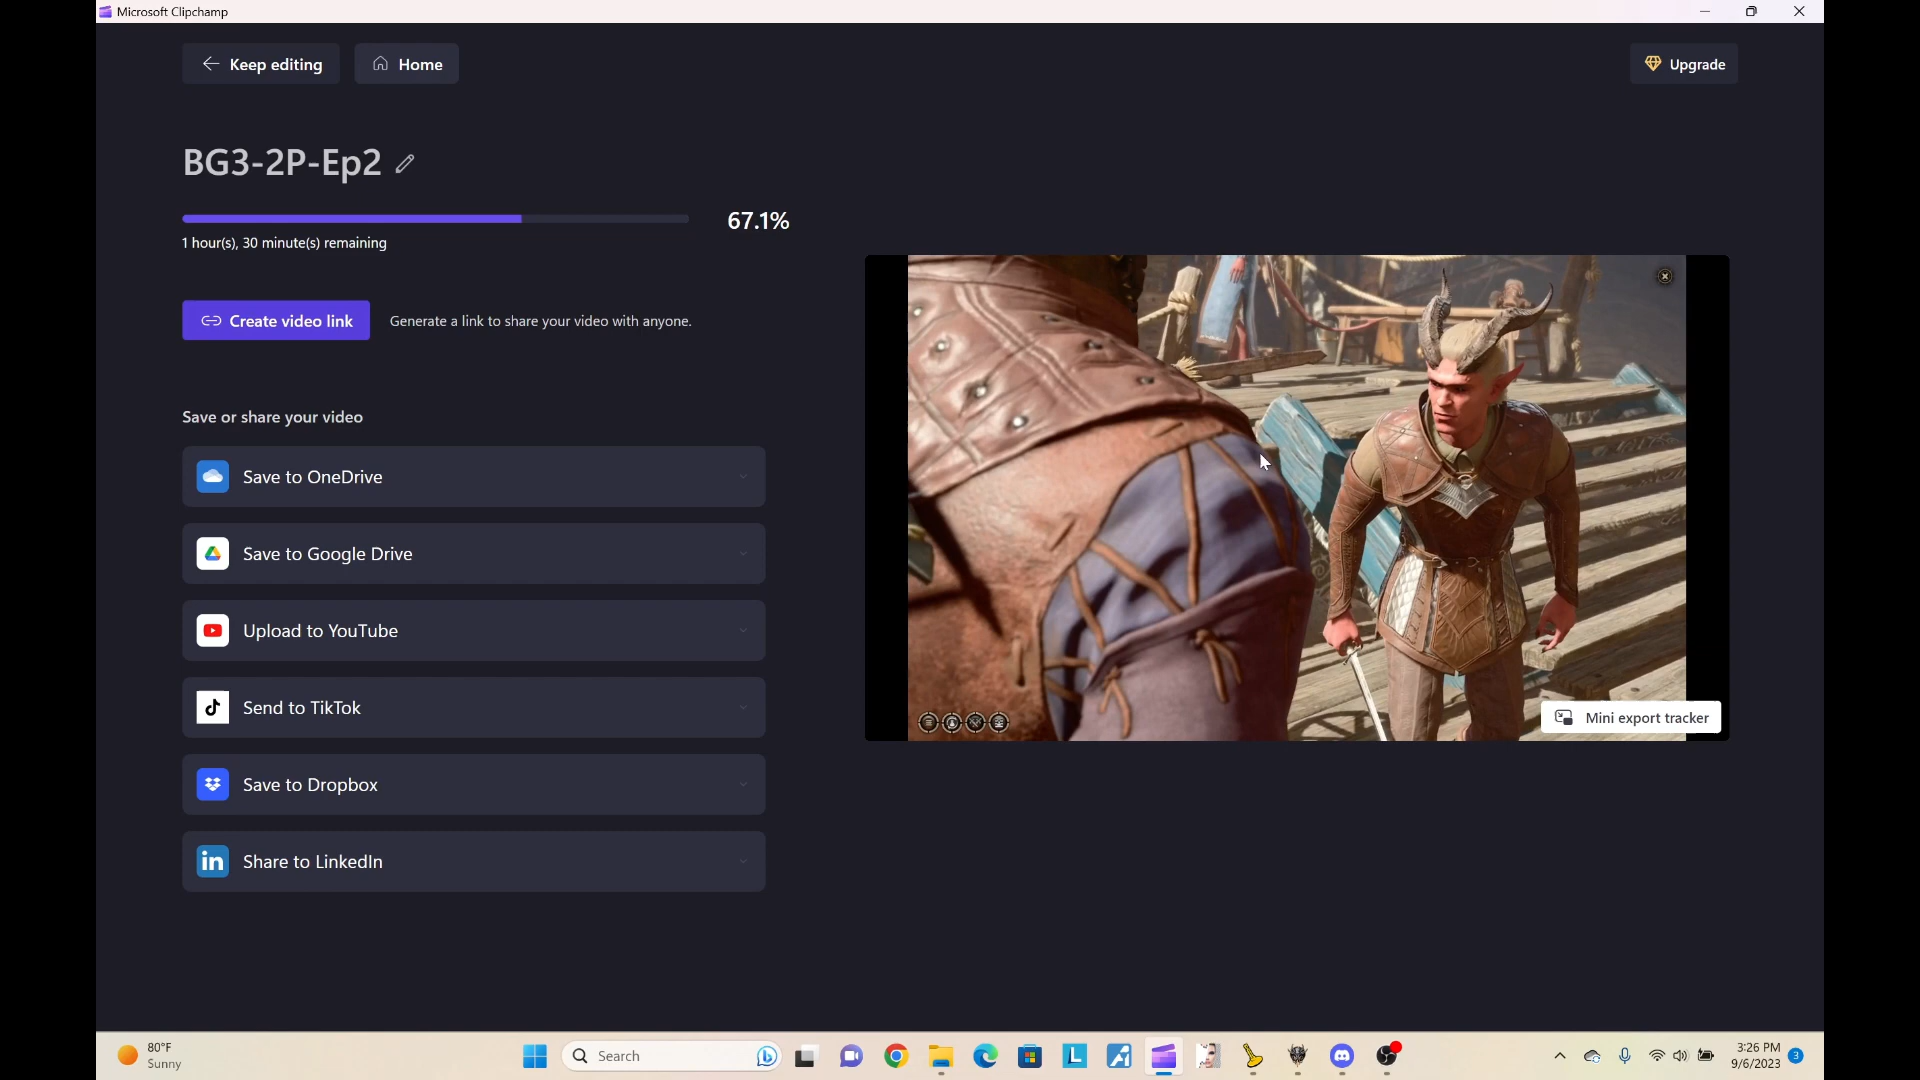 Microsoft Clipchamp
Keep editing
Home
Upgrade
BG3-2P-Ep2
67.1%
1 hour(s), 30 minute(s) remaining
Create video link
Generate a link to share your video with anyone.
Save or share your video
Save to OneDrive
Save to Google Drive
Upload to YouTube
Send to TikTok
Save to Dropbox
in Share to LinkedIn
Mini export tracker
80°F
Sunny
Search
L
3:26 PM
9/6/2023
3